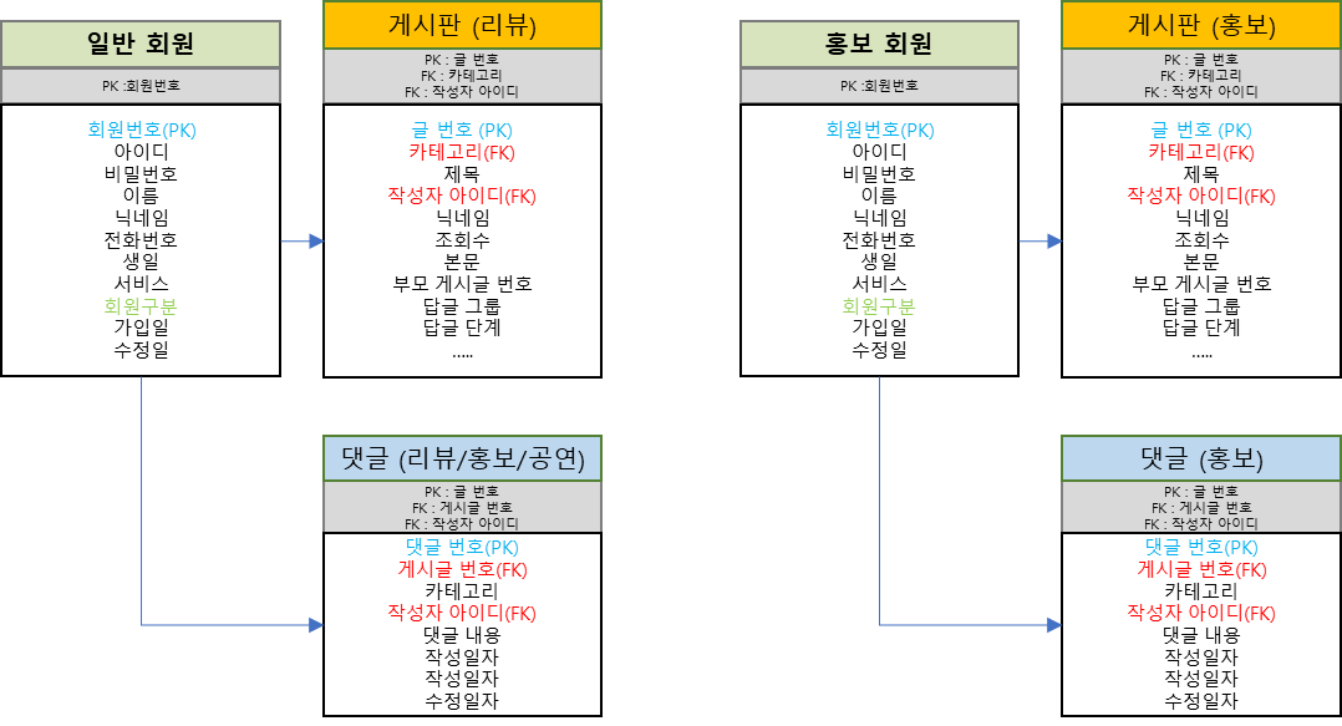 일반 회원
PK :회원번호
회원번호(PK)
아이디
비밀번호
이름
닉네임
전화번호
생일
서비스
회원구분
가입일
수정일
게시판 (리뷰)
PK : 글 번호
FK : 카테고리
FK : 작성자 아이디
글 번호 (PK)
카테고리(FK)
제목
작성자 아이디(FK)
닉네임
조회수
본문
부모 게시글 번호
답글 그룹
답글 단계
.....
댓글 (리뷰/홍보/공연)
PK : 글 번호
FK : 게시글 번호
FK : 작성자 아이디
댓글 번호(PK)
게시글 번호(FK)
카테고리
작성자 아이디(FK)
댓글 내용
작성일자
작성일자
수정일자
홍보 회원
PK :회원번호
회원번호(PK)
아이디
비밀번호
이름
닉네임
전화번호
생일
서비스
회원구분
가입일
수정일
게시판 (홍보)
PK : 글 번호
FK : 카테고리
FK : 작성자 아이디
글 번호 (PK)
카테고리(FK)
제목
작성자 아이디(FK)
닉네임
조회수
본문
부모 게시글 번호
답글 그룹
답글 단계
.....
댓글 (홍보)
PK : 글 번호
FK : 게시글 번호
FK : 작성자 아이디
댓글 번호(PK)
게시글 번호(FK)
카테고리
작성자 아이디(FK)
댓글 내용
작성일자
작성일자
수정일자